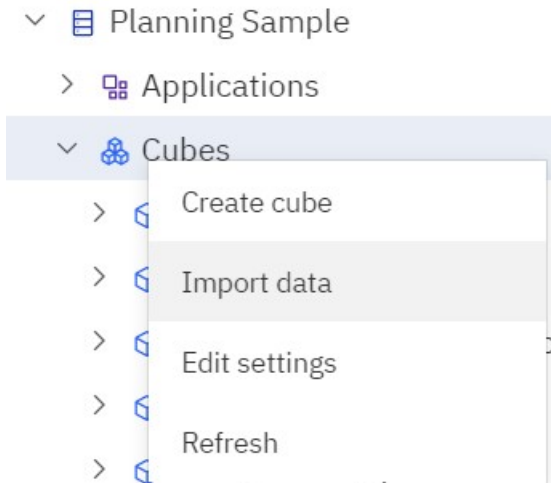 Planning Sample
Applications
Cubes
Create cube
Import data
Edit settings
Refresh